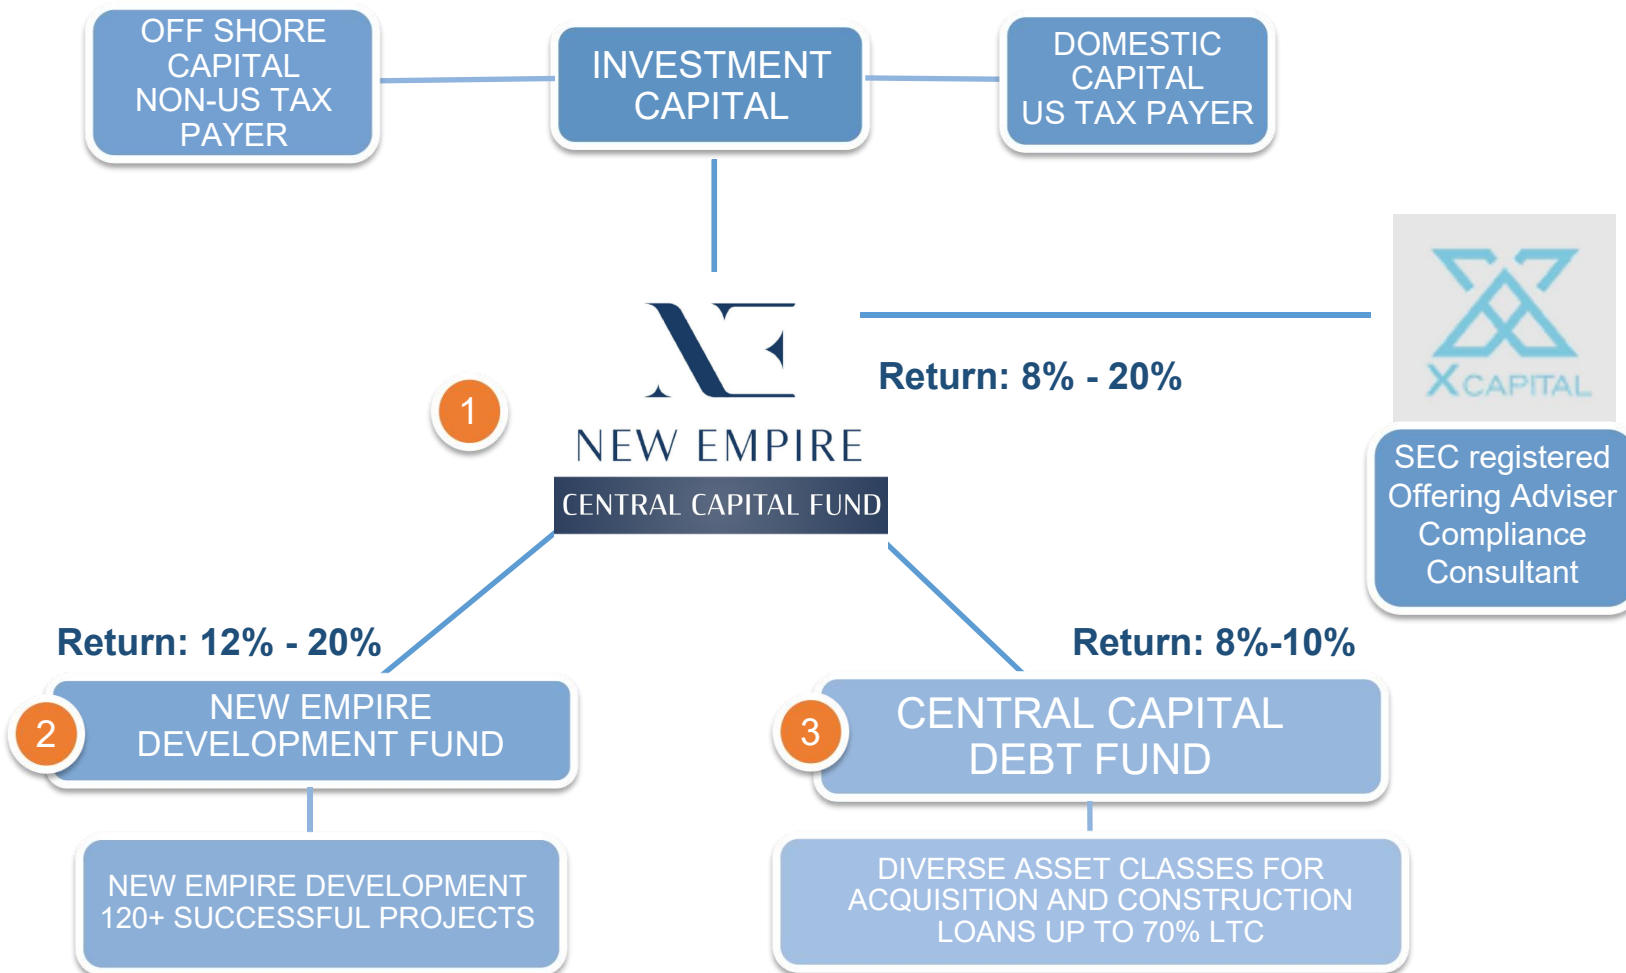 OFF SHORE
CAPITAL
NON-US TAX
PAYER
INVESTMENT
CAPITAL
DOMESTIC
CAPITAL
US TAX PAYER
XE
NEW EMPIRE
CENTRAL CAPITAL FUND
1
Return: 8% - 20%
X CAPITAL
SEC registered
Offering Adviser
Compliance
Consultant
Return: 12% - 20%
2
NEW EMPIRE
DEVELOPMENT FUND
NEW EMPIRE DEVELOPMENT
120+ SUCCESSFUL PROJECTS
Return: 8%-10%
3
CENTRAL CAPITAL
DEBT FUND
DIVERSE ASSET CLASSES FOR
ACQUISITION AND CONSTRUCTION
LOANS UP TO 70% LTC